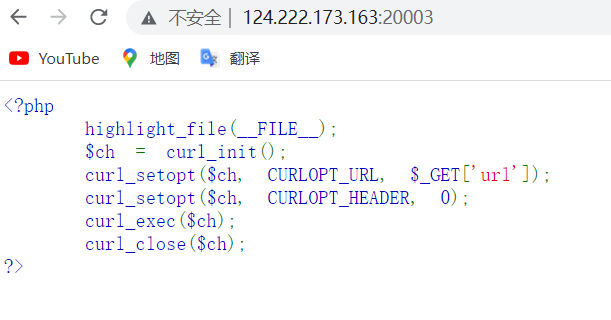 不安全 | 124.222.173.163:20003
YouTube 地图 翻译
<?php
highlight_file(__FILE__);
$ch = curl_init();
curl_setopt($ch, CURLOPT_URL, $_GET['url']);
curl_setopt($ch, CURLOPT_HEADER, 0);
curl_exec($ch);
curl_close($ch);
?>